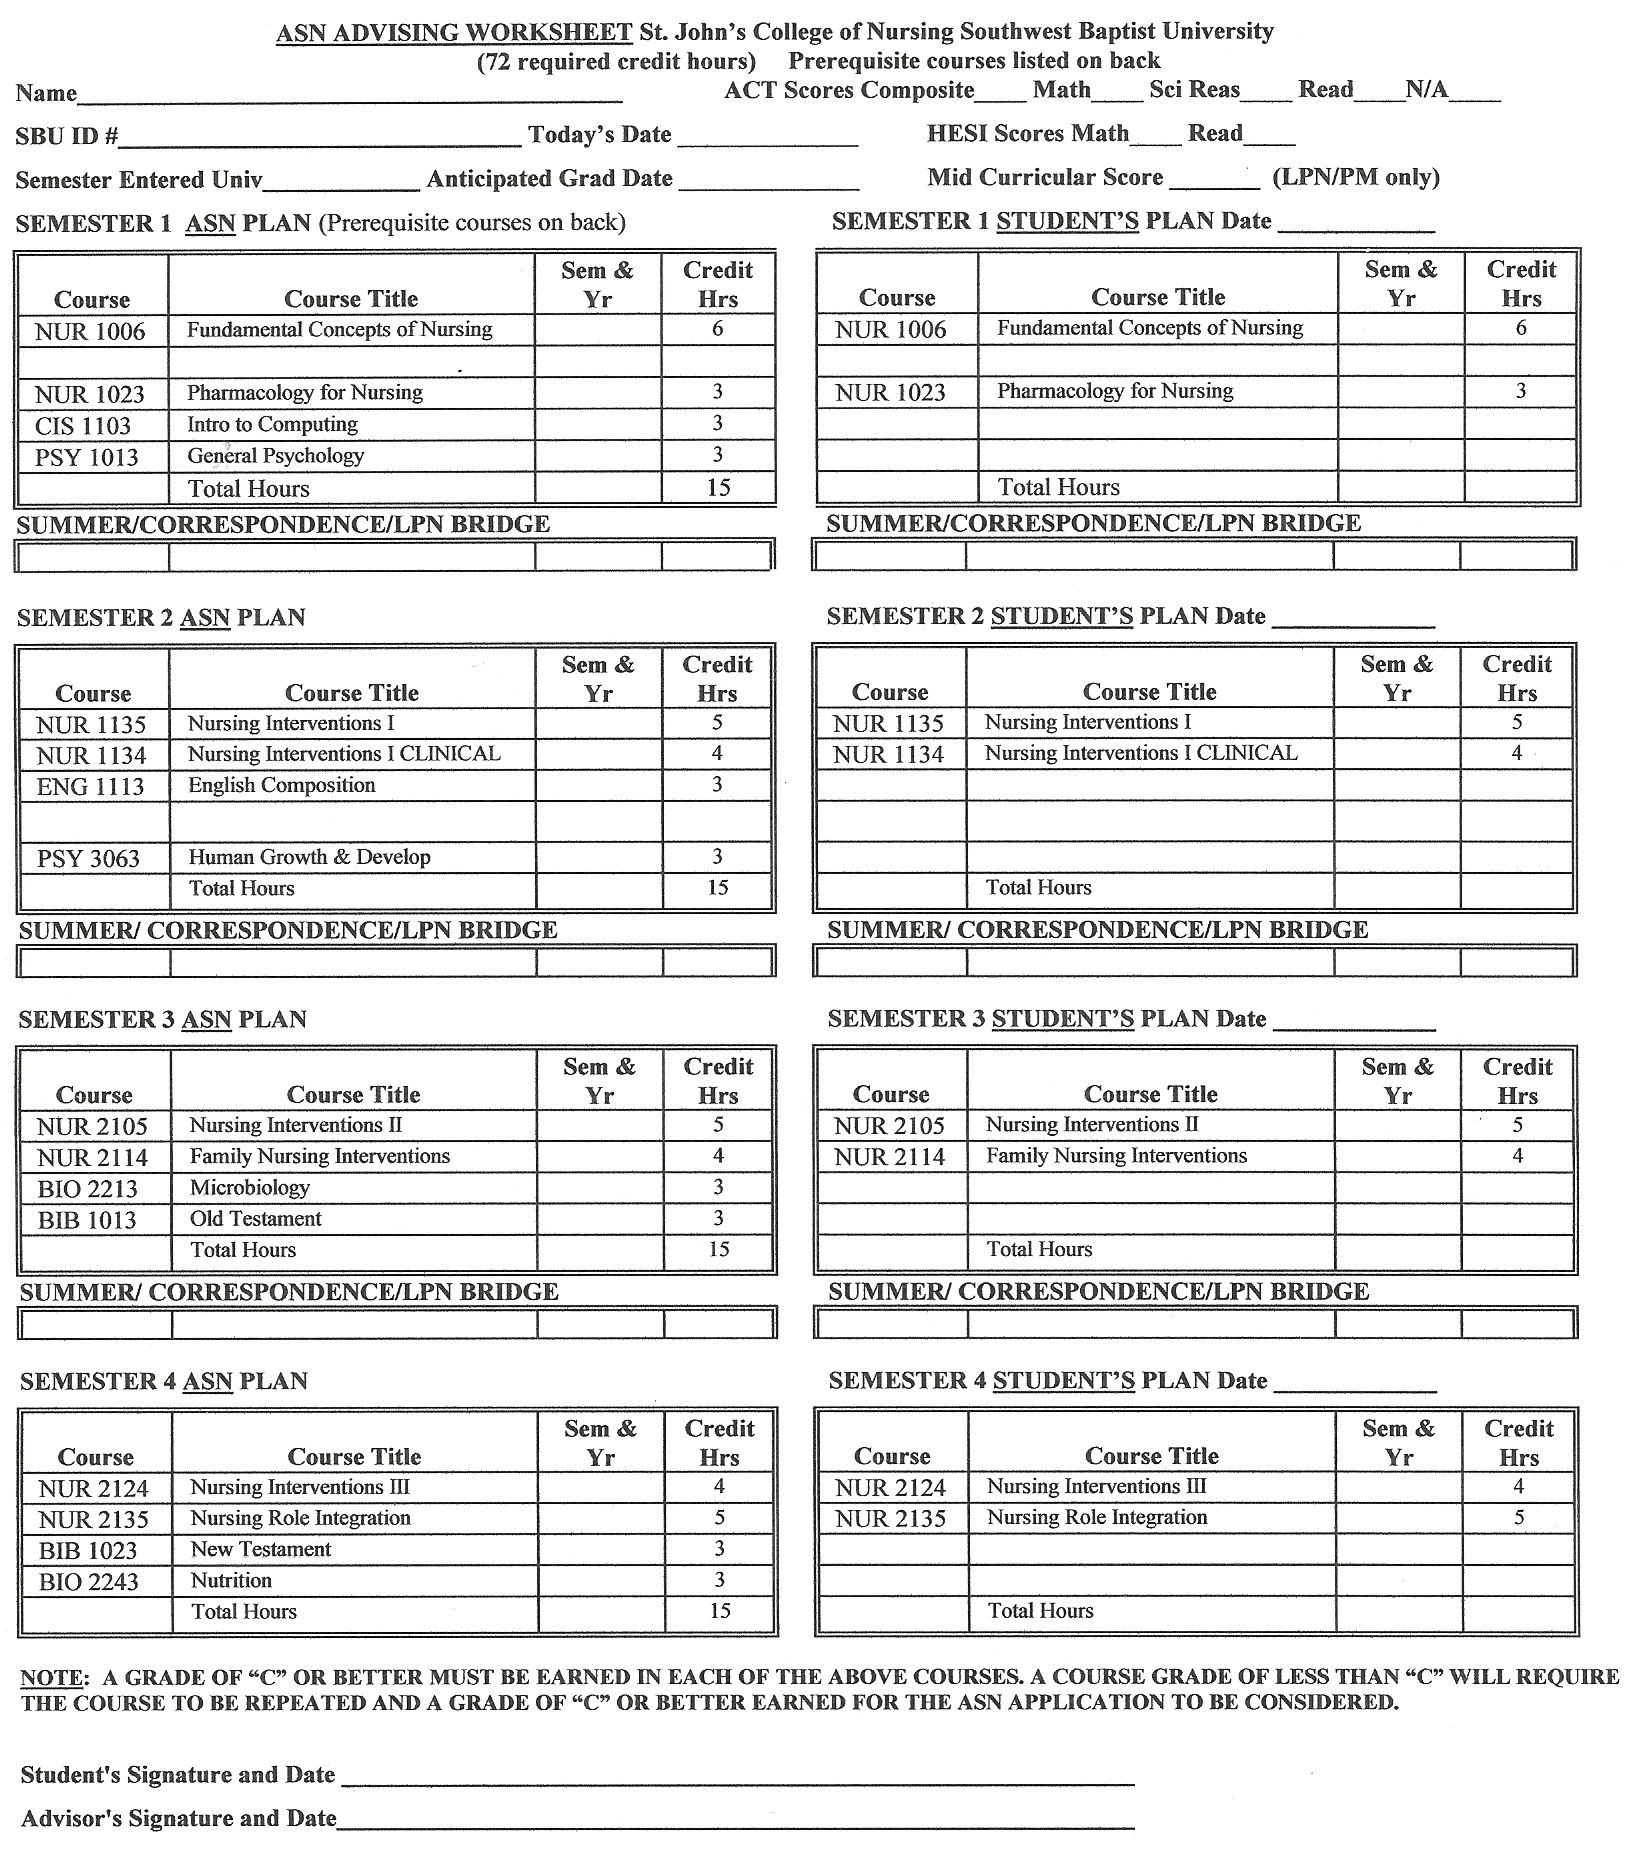 ASN ADVISING WORKSHEET St. John's College of Nursing Southwest Baptist University
(72 required credit hours) Prerequisite courses listed on back
Name____ ACT Scores Composite____ Math____ Sci Reas____ Read____N/A____
SBU ID #____ Today's Date ____ HESI Scores Math____ Read____
Semester Entered Univ____ Anticipated Grad Date ____ Mid Curricular Score ____ (LPN/PM only)
SEMESTER 1 ASN PLAN (Prerequisite courses on back)
Course Course Title Sem & Yr Credit Hrs
NUR 1006 Fundamental Concepts of Nursing 6
NUR 1023 Pharmacology for Nursing 3
CIS 1103 Intro to Computing 3
PSY 1013 General Psychology 3
Total Hours 15
SUMMER/CORRESPONDENCE/LPN BRIDGE
SEMESTER 1 STUDENT'S PLAN Date ____
Course Course Title Sem & Yr Credit Hrs
NUR 1006 Fundamental Concepts of Nursing 6
NUR 1023 Pharmacology for Nursing 3
Total Hours
SUMMER/CORRESPONDENCE/LPN BRIDGE
SEMESTER 2 ASN PLAN
Course Course Title Sem & Yr Credit Hrs
NUR 1135 Nursing Interventions I 5
NUR 1134 Nursing Interventions I CLINICAL 4
ENG 1113 English Composition 3
PSY 3063 Human Growth & Develop 3
Total Hours 15
SUMMER/ CORRESPONDENCE/LPN BRIDGE
SEMESTER 2 STUDENT'S PLAN Date ____
Course Course Title Sem & Yr Credit Hrs
NUR 1135 Nursing Interventions I 5
NUR 1134 Nursing Interventions I CLINICAL 4
Total Hours
SUMMER/ CORRESPONDENCE/LPN BRIDGE
SEMESTER 3 ASN PLAN
Course Course Title Sem & Yr Credit Hrs
NUR 2105 Nursing Interventions II 5
NUR 2114 Family Nursing Interventions 4
BIO 2213 Microbiology 3
BIB 1013 Old Testament 3
Total Hours 15
SUMMER/ CORRESPONDENCE/LPN BRIDGE
SEMESTER 3 STUDENT'S PLAN Date ____
Course Course Title Sem & Yr Credit Hrs
NUR 2105 Nursing Interventions II 5
NUR 2114 Family Nursing Interventions 4
Total Hours
SUMMER/ CORRESPONDENCE/LPN BRIDGE
SEMESTER 4 ASN PLAN
Course Course Title Sem & Yr Credit Hrs
NUR 2124 Nursing Interventions III 4
NUR 2135 Nursing Role Integration 5
BIB 1023 New Testament 3
BIO 2243 Nutrition 3
Total Hours 15
SEMESTER 4 STUDENT'S PLAN Date ____
Course Course Title Sem & Yr Credit Hrs
NUR 2124 Nursing Interventions III 4
NUR 2135 Nursing Role Integration 5
Total Hours
NOTE: A GRADE OF "C" OR BETTER MUST BE EARNED IN EACH OF THE ABOVE COURSES. A COURSE GRADE OF LESS THAN "C" WILL REQUIRE
THE COURSE TO BE REPEATED AND A GRADE OF "C" OR BETTER EARNED FOR THE ASN APPLICATION TO BE CONSIDERED.
Student's Signature and Date ____
Advisor's Signature and Date____